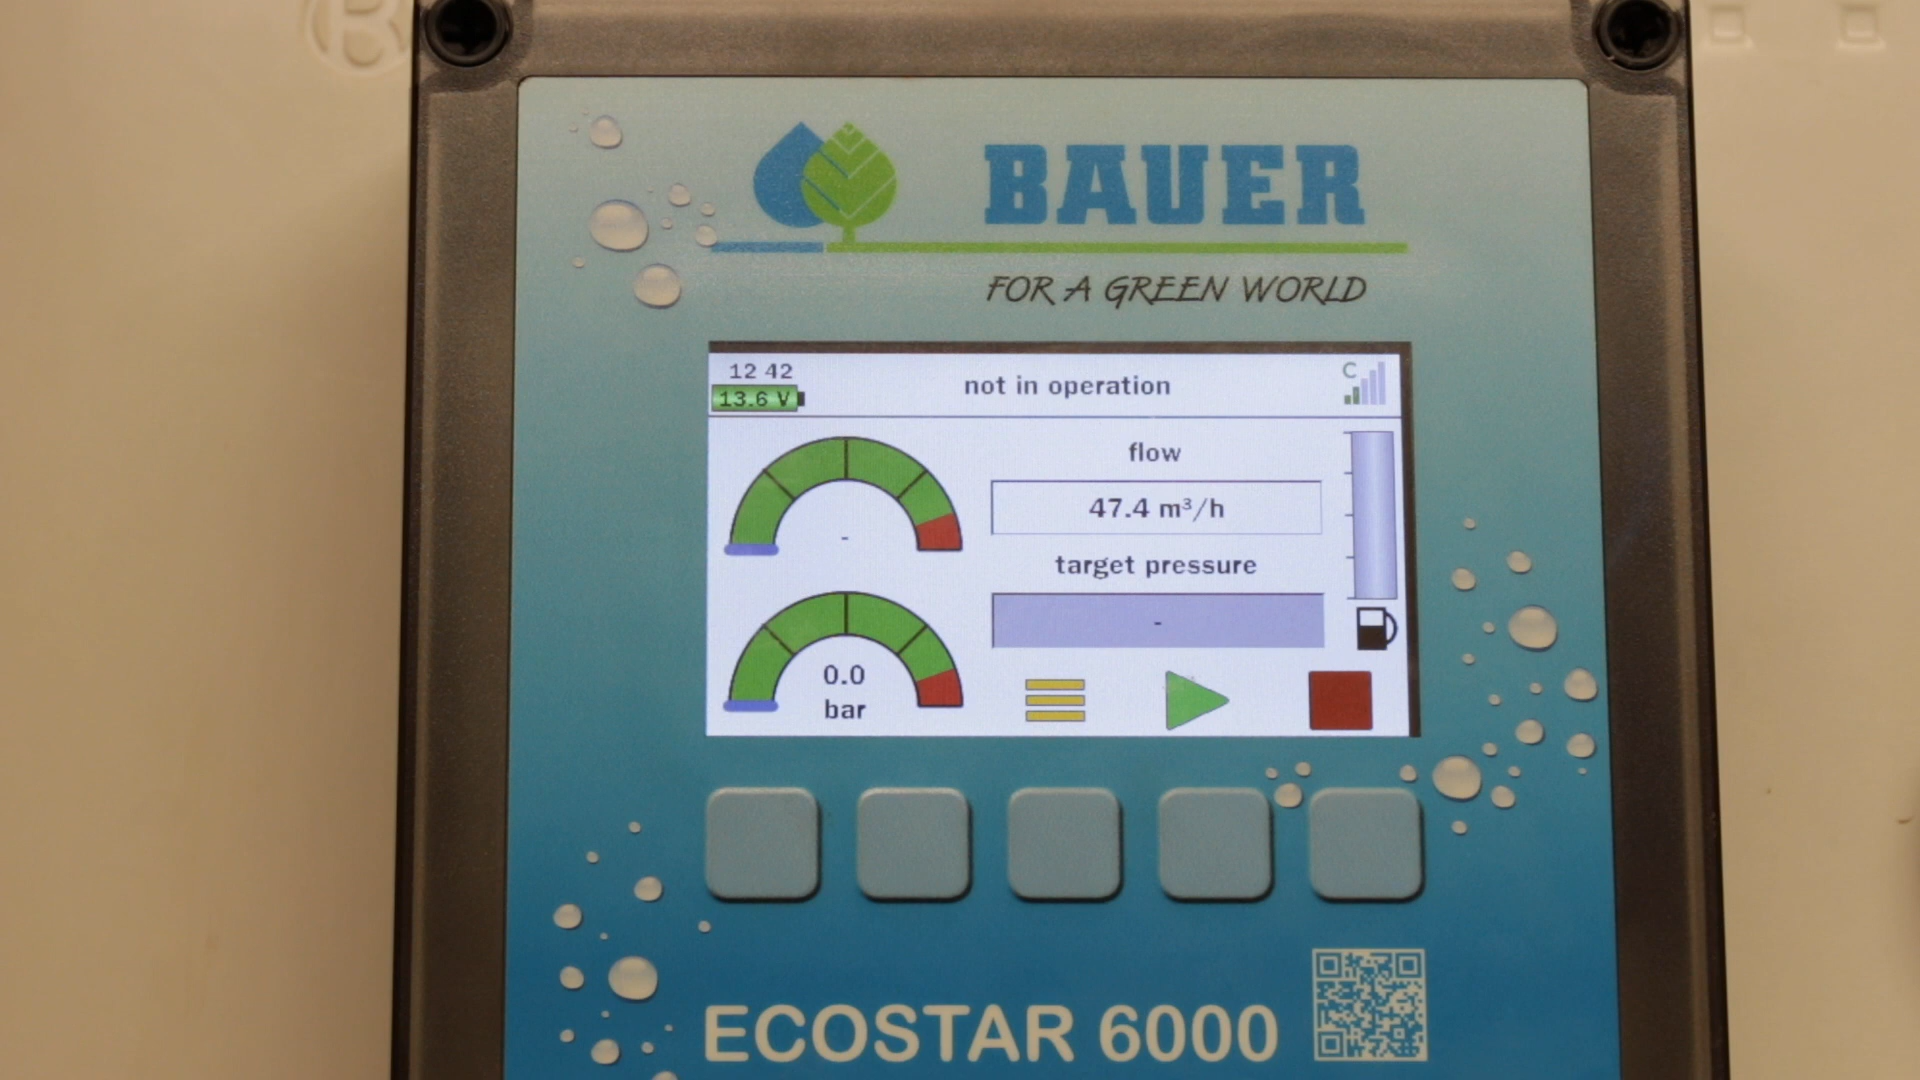 BAUER
FOR A GREEN WORLD
12 42
13.6 V
not in operation
C
flow
47.4 m³/h
-
target pressure
-
0.0
bar
ECOSTAR 6000